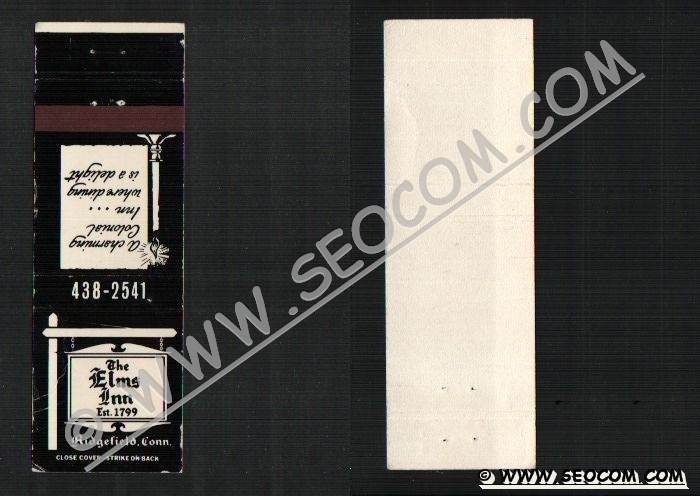 A charming
Colonial
Inn . . .
where dining
is a delight
438-2541
The
Elms
Inn
Est. 1799
Ridgefield, Conn.
CLOSE COVER - STRIKE ON BACK
© WWW.SEOCOM.COM
© WWW.SEOCOM.COM